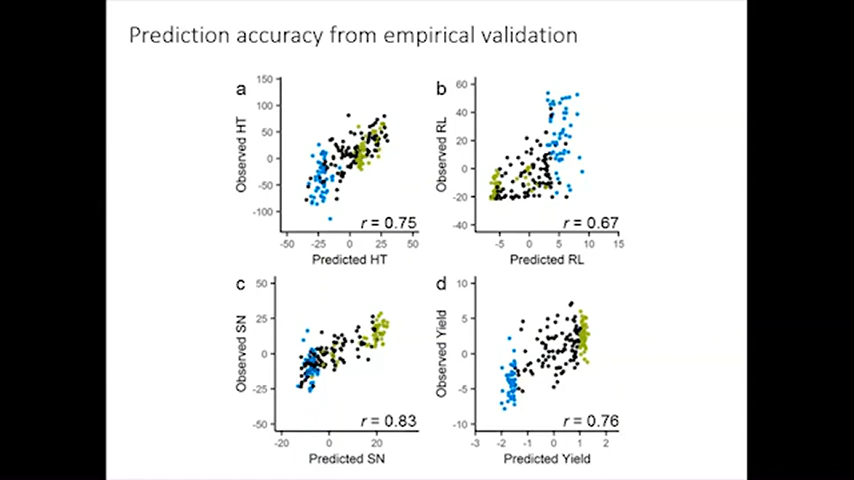 Prediction accuracy from empirical validation
a
150
100
50
0
-50
-100
Observed HT
r = 0.75
-50 -25 0 25 50
Predicted HT
b
60
40
20
0
-20
-40
Observed RL
r = 0.67
-5 0 5 10 15
Predicted RL
c
50
25
0
-25
-50
Observed SN
r = 0.83
-20 0 20
Predicted SN
d
10
5
0
-5
-10
Observed Yield
r = 0.76
-3 -2 -1 0 1 2
Predicted Yield